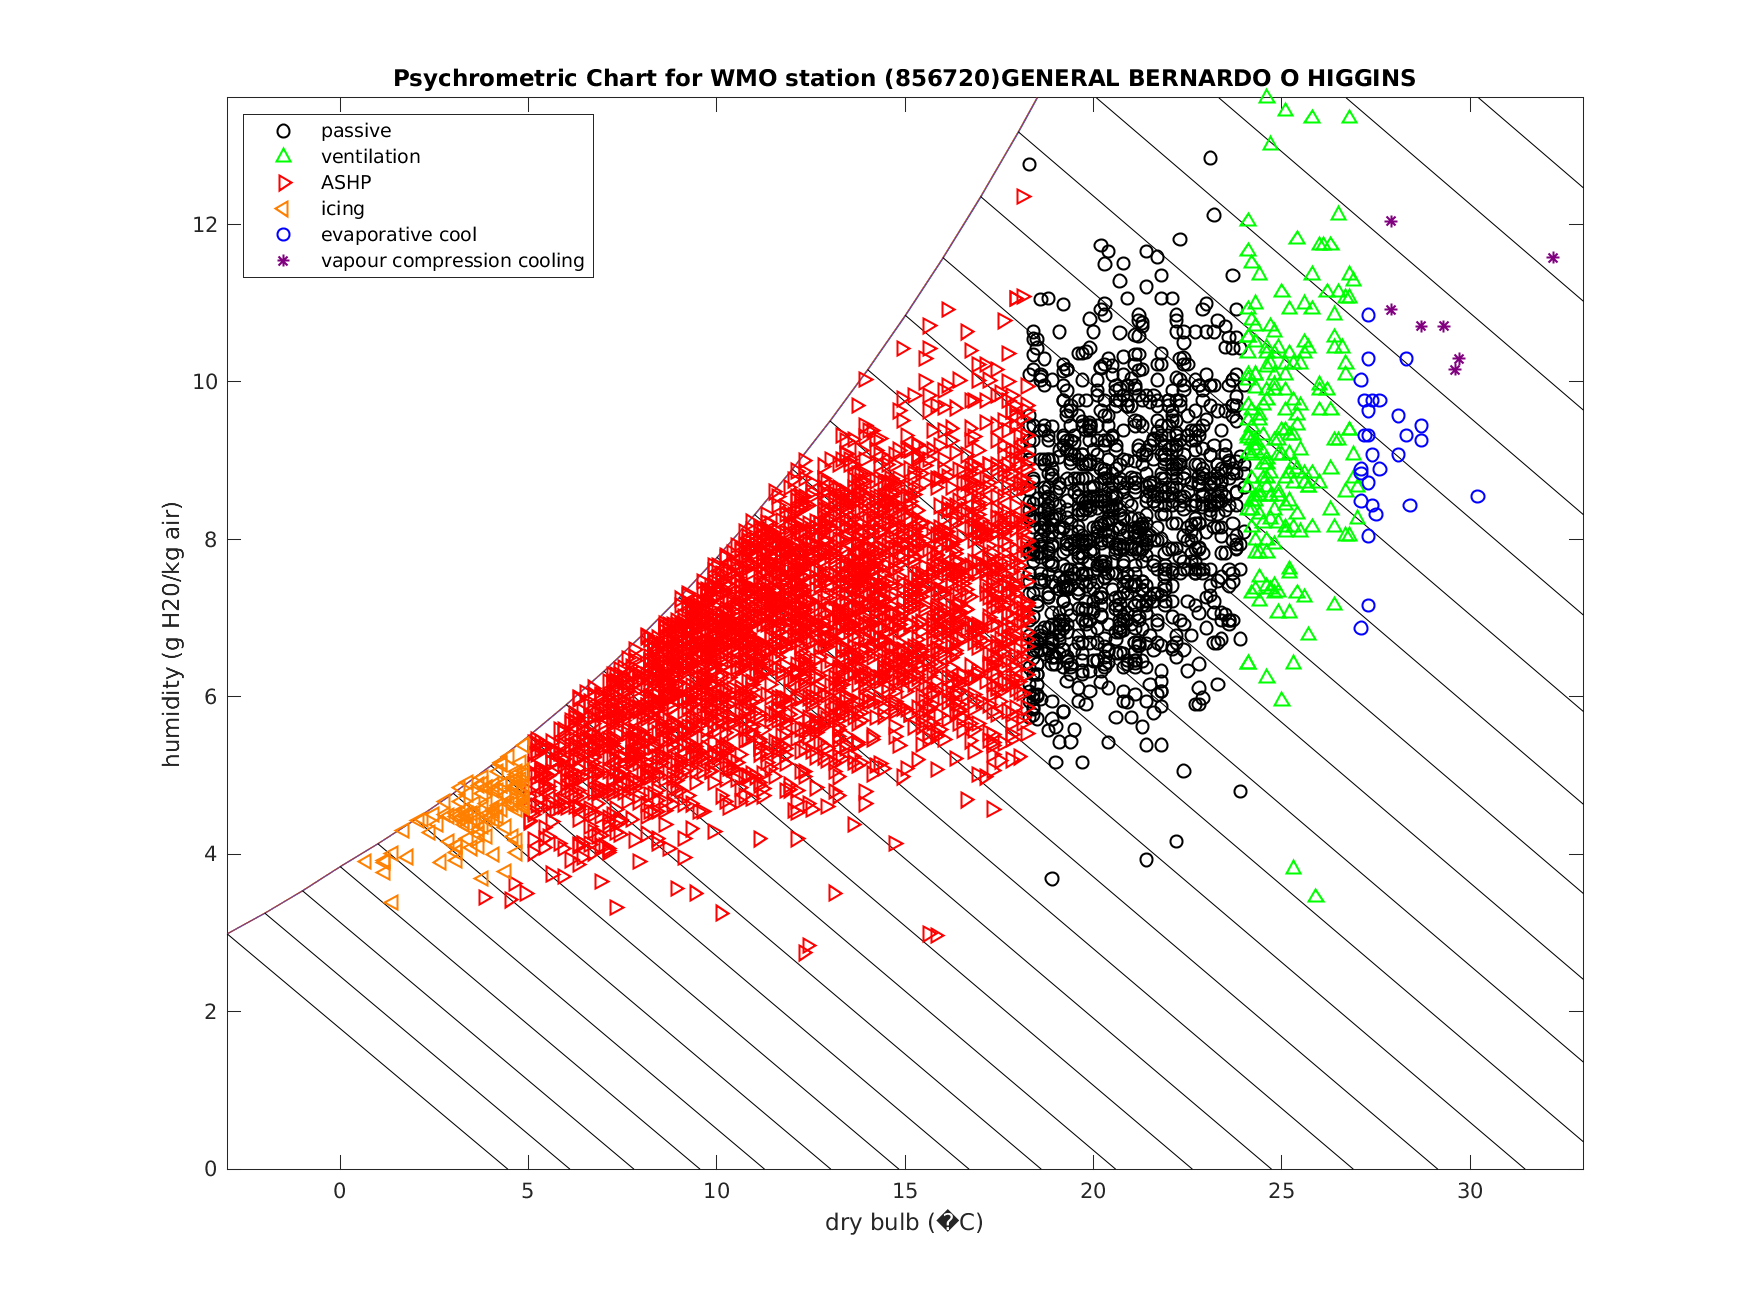 Psychrometric Chart for WMO station (856720)GENERAL BERNARDO O HIGGINS
passive
ventilation
ASHP
icing
evaporative cool
vapour compression cooling
humidity (g H20/kg air)
12
10
8
6
4
2
0
0 5 10 15 20 25 30
dry bulb (�C)